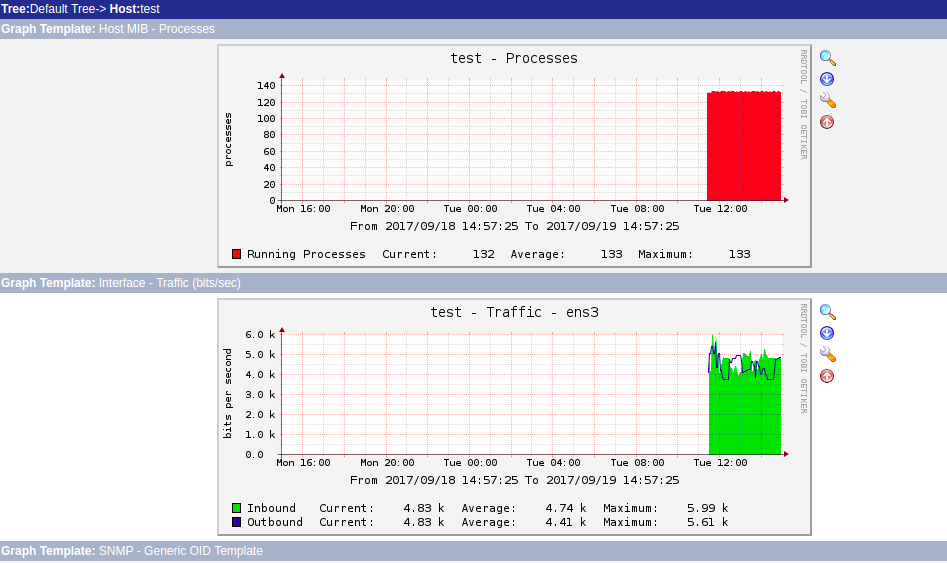 Tree:Default Tree-> Host:test
Graph Template: Host MIB - Processes
test - Processes
RRDTOOL / TOBI OETIKER
processes
140
120
100
80
60
40
20
0
Mon 16:00 Mon 20:00 Tue 00:00 Tue 04:00 Tue 08:00 Tue 12:00
From 2017/09/18 14:57:25 To 2017/09/19 14:57:25
Running Processes Current: 132 Average: 133 Maximum: 133
Graph Template: Interface - Traffic (bits/sec)
test - Traffic - ens3
RRDTOOL / TOBI OETIKER
bits per second
6.0 k
5.0 k
4.0 k
3.0 k
2.0 k
1.0 k
0.0
Mon 16:00 Mon 20:00 Tue 00:00 Tue 04:00 Tue 08:00 Tue 12:00
From 2017/09/18 14:57:25 To 2017/09/19 14:57:25
Inbound Current: 4.83 k Average: 4.74 k Maximum: 5.99 k
Outbound Current: 4.83 k Average: 4.41 k Maximum: 5.61 k
Graph Template: SNMP - Generic OID Template